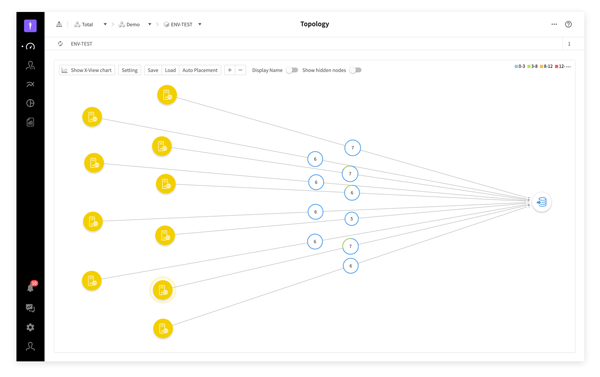 Total Demo ENV-TEST Topology
ENV-TEST
Show X-View chart Setting Save Load Auto Placement + − Display Name Show hidden nodes
0-3 3-8 8-12 12-
7
6
7
6
6
6
5
6
7
6